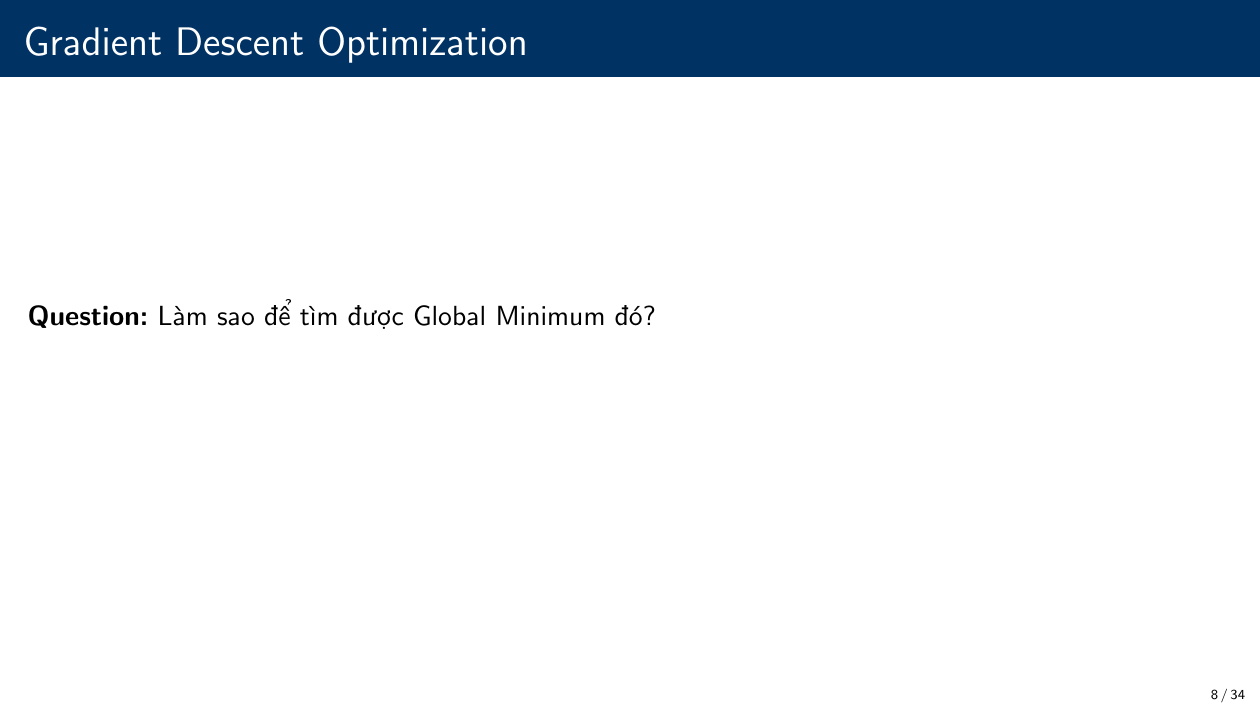 Gradient Descent Optimization
Question: Làm sao để tìm được Global Minimum đó?
8 / 34